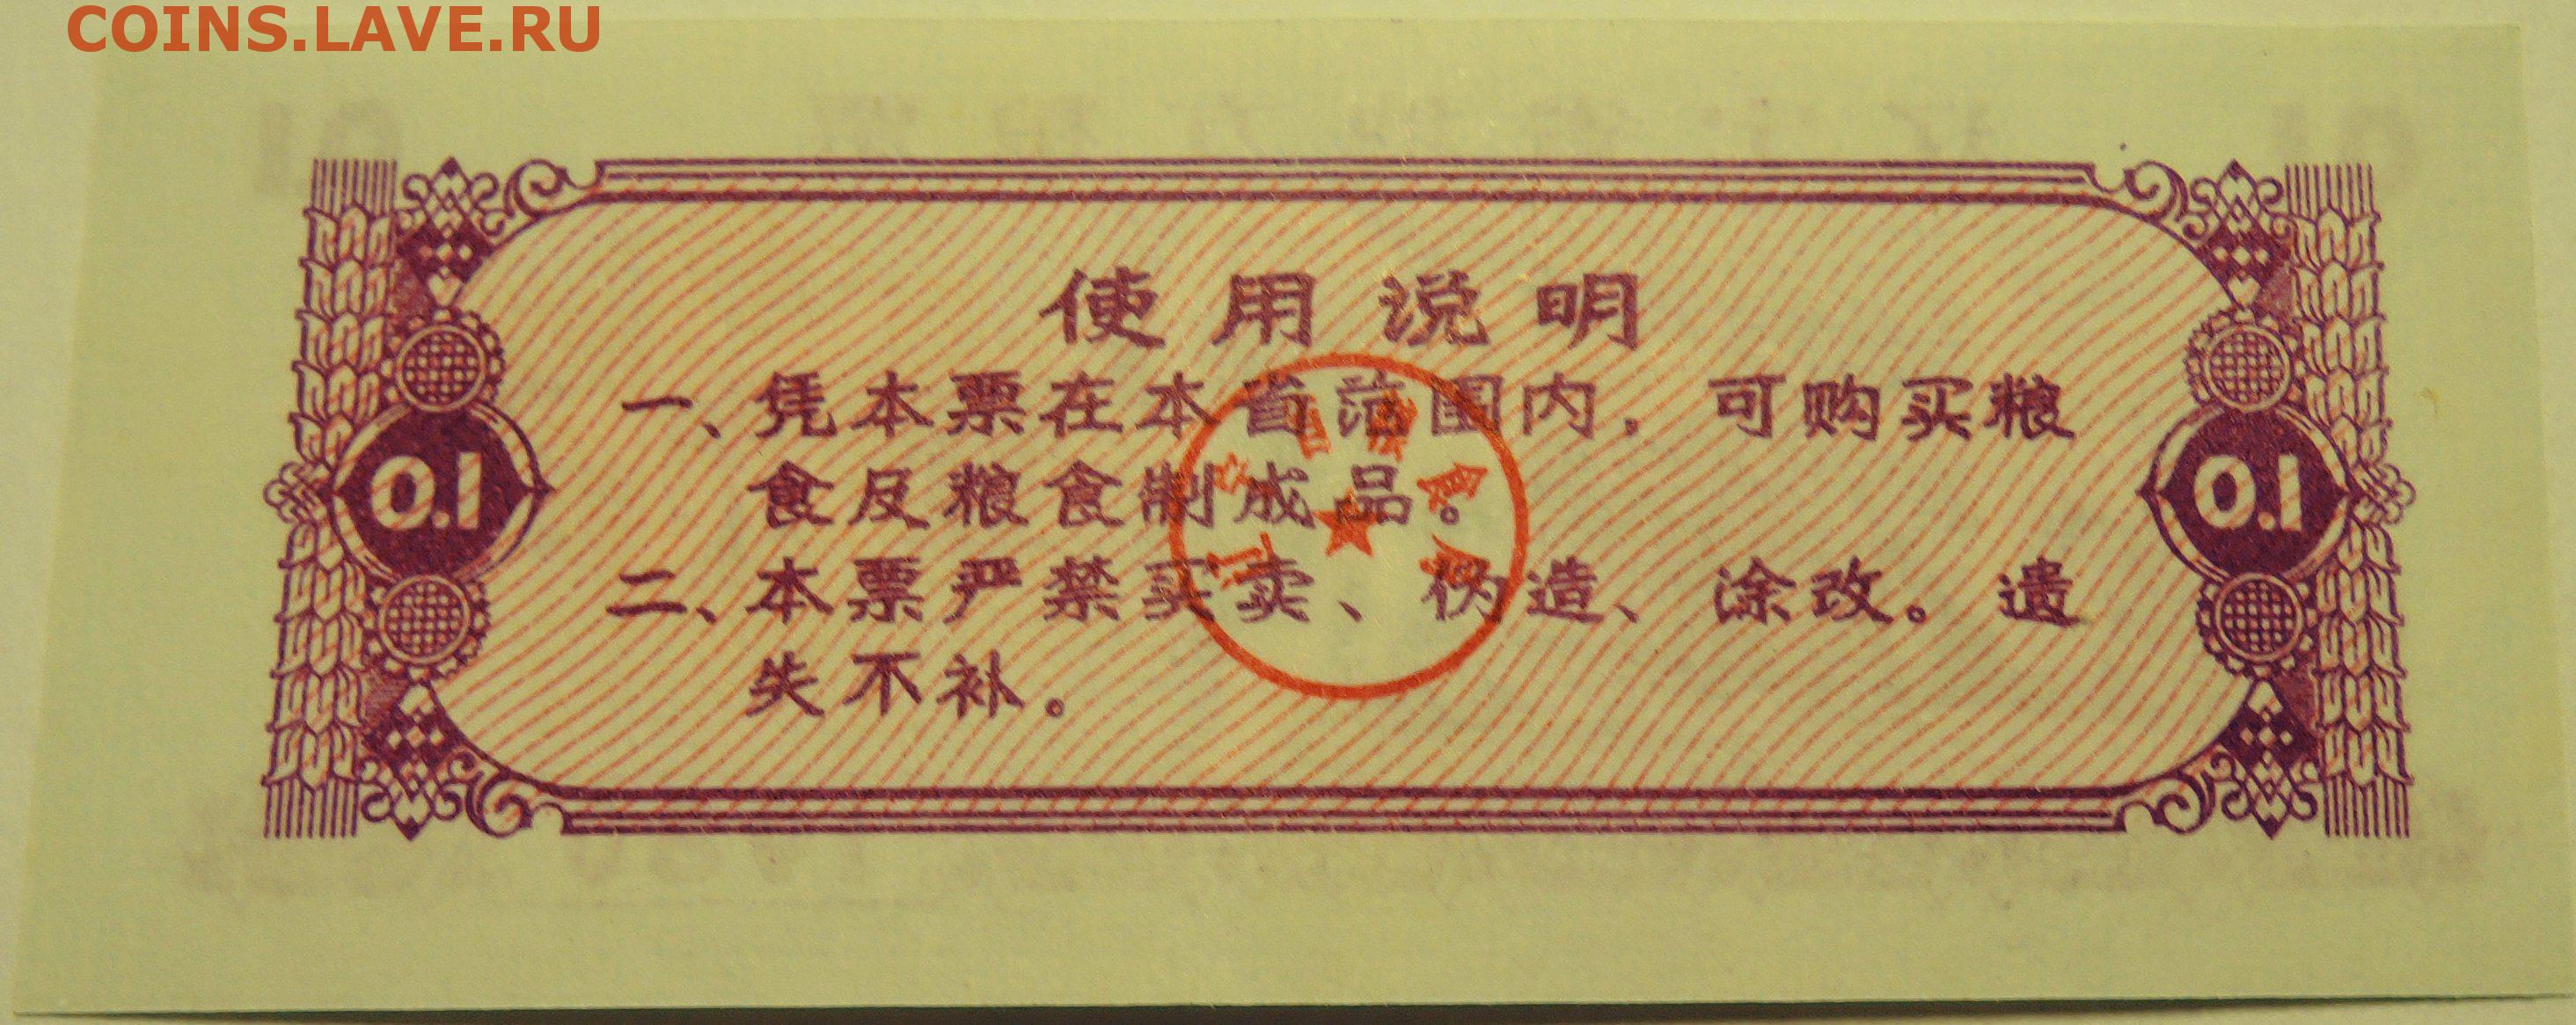 COINS.LAVE.RU
使用说明
一、凭本票在本省范围内，可购买粮
0.1
食及粮食制成品。
0.1
二、本票严禁买卖、伪造、涂改。遗
失不补。